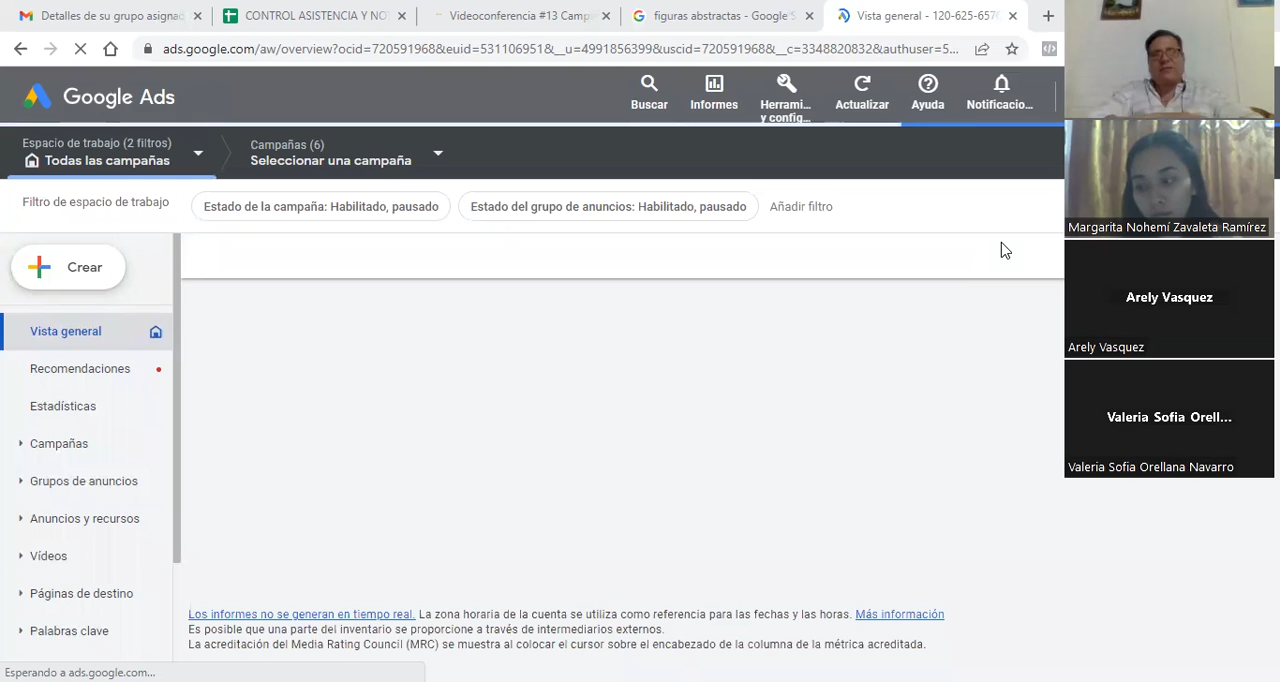 Detalles de su grupo asignad
CONTROL ASISTENCIA Y NO
Videoconferencia #13 Camp
figuras abstractas - Google S
Vista general - 120-625-657
ads.google.com/aw/overview?ocid=720591968&euid=531106951&__u=4991856399&uscid=720591968&__c=3348820832&authuser=5...
Google Ads
Buscar
Informes
Herrami...
y config...
Actualizar
Ayuda
Notificacio...
Espacio de trabajo (2 filtros)
Todas las campañas
Campañas (6)
Seleccionar una campaña
Filtro de espacio de trabajo
Estado de la campaña: Habilitado, pausado
Estado del grupo de anuncios: Habilitado, pausado
Añadir filtro
Crear
Vista general
Recomendaciones
Estadísticas
Campañas
Grupos de anuncios
Anuncios y recursos
Vídeos
Páginas de destino
Palabras clave
Los informes no se generan en tiempo real. La zona horaria de la cuenta se utiliza como referencia para las fechas y las horas. Más información
Es posible que una parte del inventario se proporcione a través de intermediarios externos.
La acreditación del Media Rating Council (MRC) se muestra al colocar el cursor sobre el encabezado de la columna de la métrica acreditada.
Esperando a ads.google.com...
Margarita Nohemí Zavaleta Ramírez
Arely Vasquez
Arely Vasquez
Valeria Sofia Orell...
Valeria Sofia Orellana Navarro